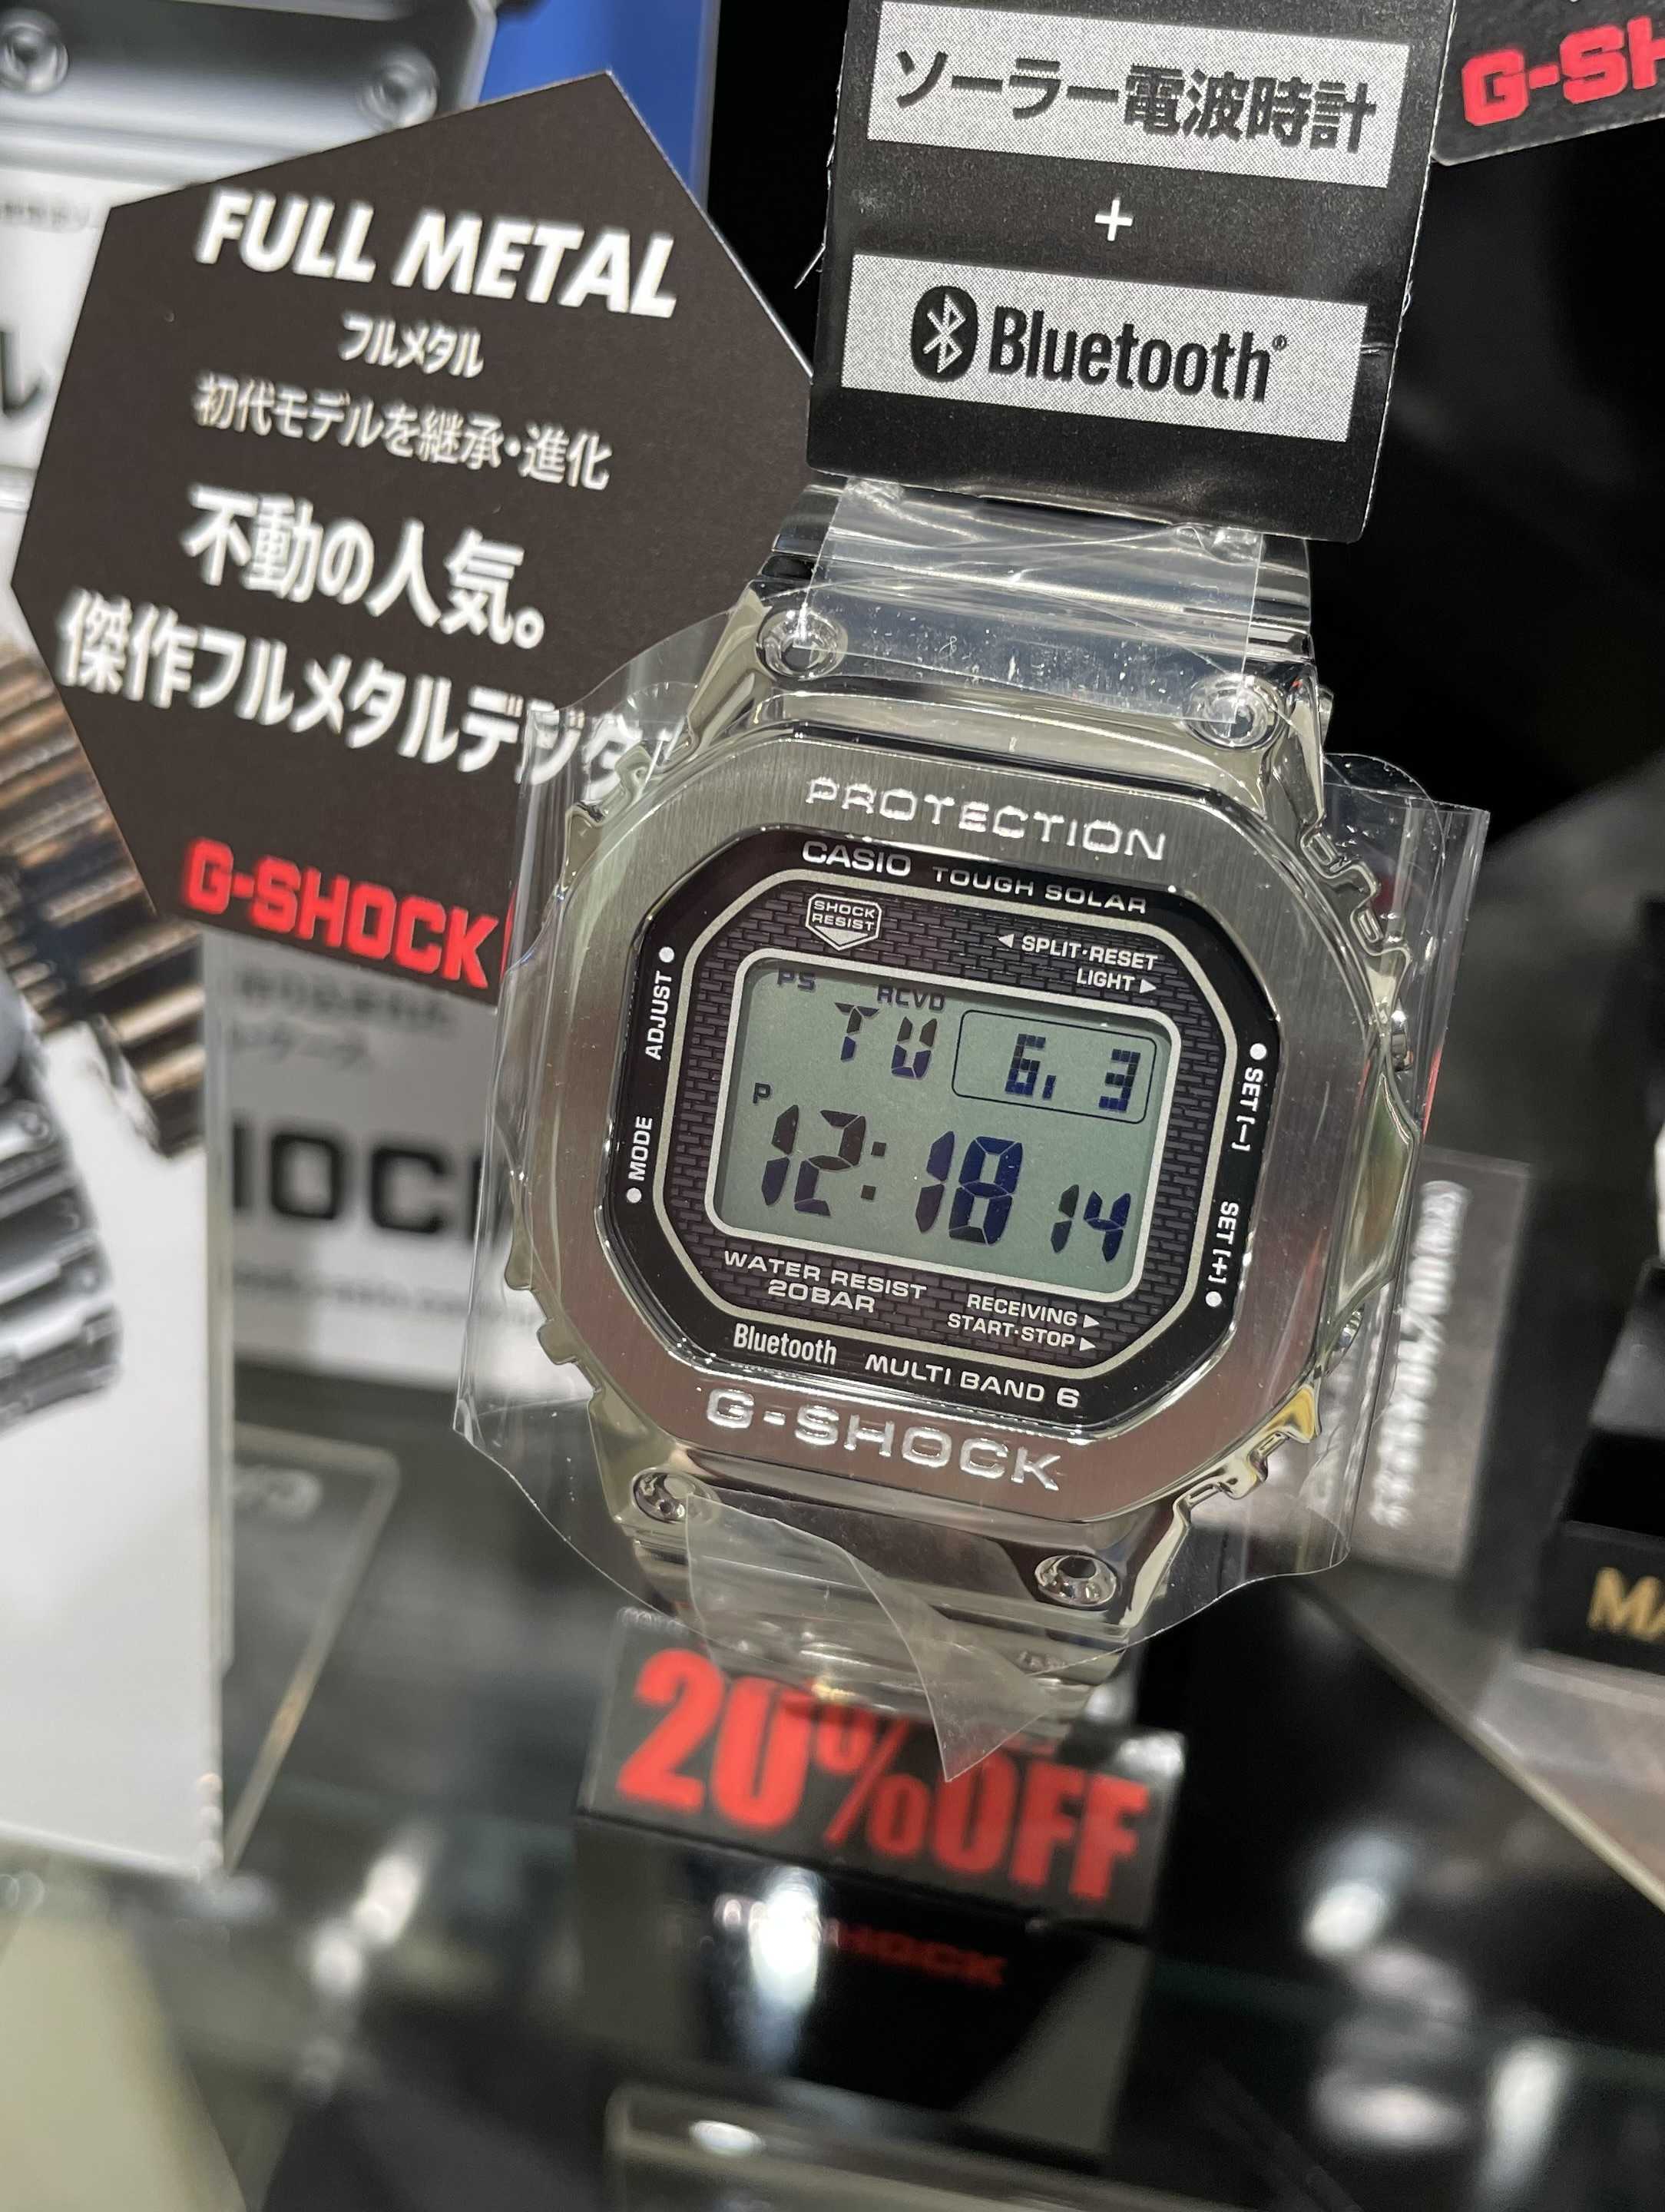 ソーラー電波時計
+
Bluetooth®
G-SH
FULL METAL
フルメタル
初代モデルを継承・進化
不動の人気。
傑作フルメタルデジタ
G-SHOCK
PROTECTION
CASIO TOUGH SOLAR
SHOCK RESIST
◀ SPLIT·RESET
LIGHT ▶
ADJUST
MODE
SET [−]
SET [+]
PS RCVD
TU 6. 3
P
12:18 14
WATER RESIST
20BAR
RECEIVING ▶
START·STOP ▶
Bluetooth MULTI BAND 6
G-SHOCK
20%OFF
MA